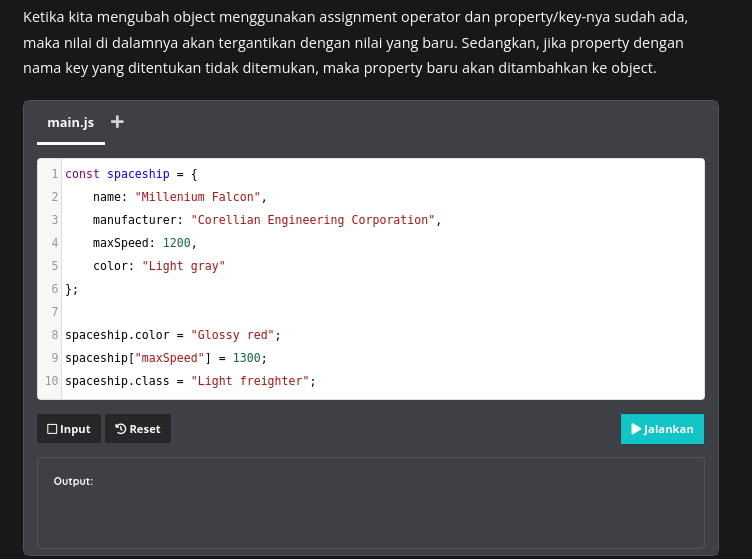 Ketika kita mengubah object menggunakan assignment operator dan property/key-nya sudah ada,
maka nilai di dalamnya akan tergantikan dengan nilai yang baru. Sedangkan, jika property dengan
nama key yang ditentukan tidak ditemukan, maka property baru akan ditambahkan ke object.
main.js +
1 const spaceship = {
2     name: "Millenium Falcon",
3     manufacturer: "Corellian Engineering Corporation",
4     maxSpeed: 1200,
5     color: "Light gray"
6 };
7
8 spaceship.color = "Glossy red";
9 spaceship["maxSpeed"] = 1300;
10 spaceship.class = "Light freighter";
Input Reset Jalankan
Output: